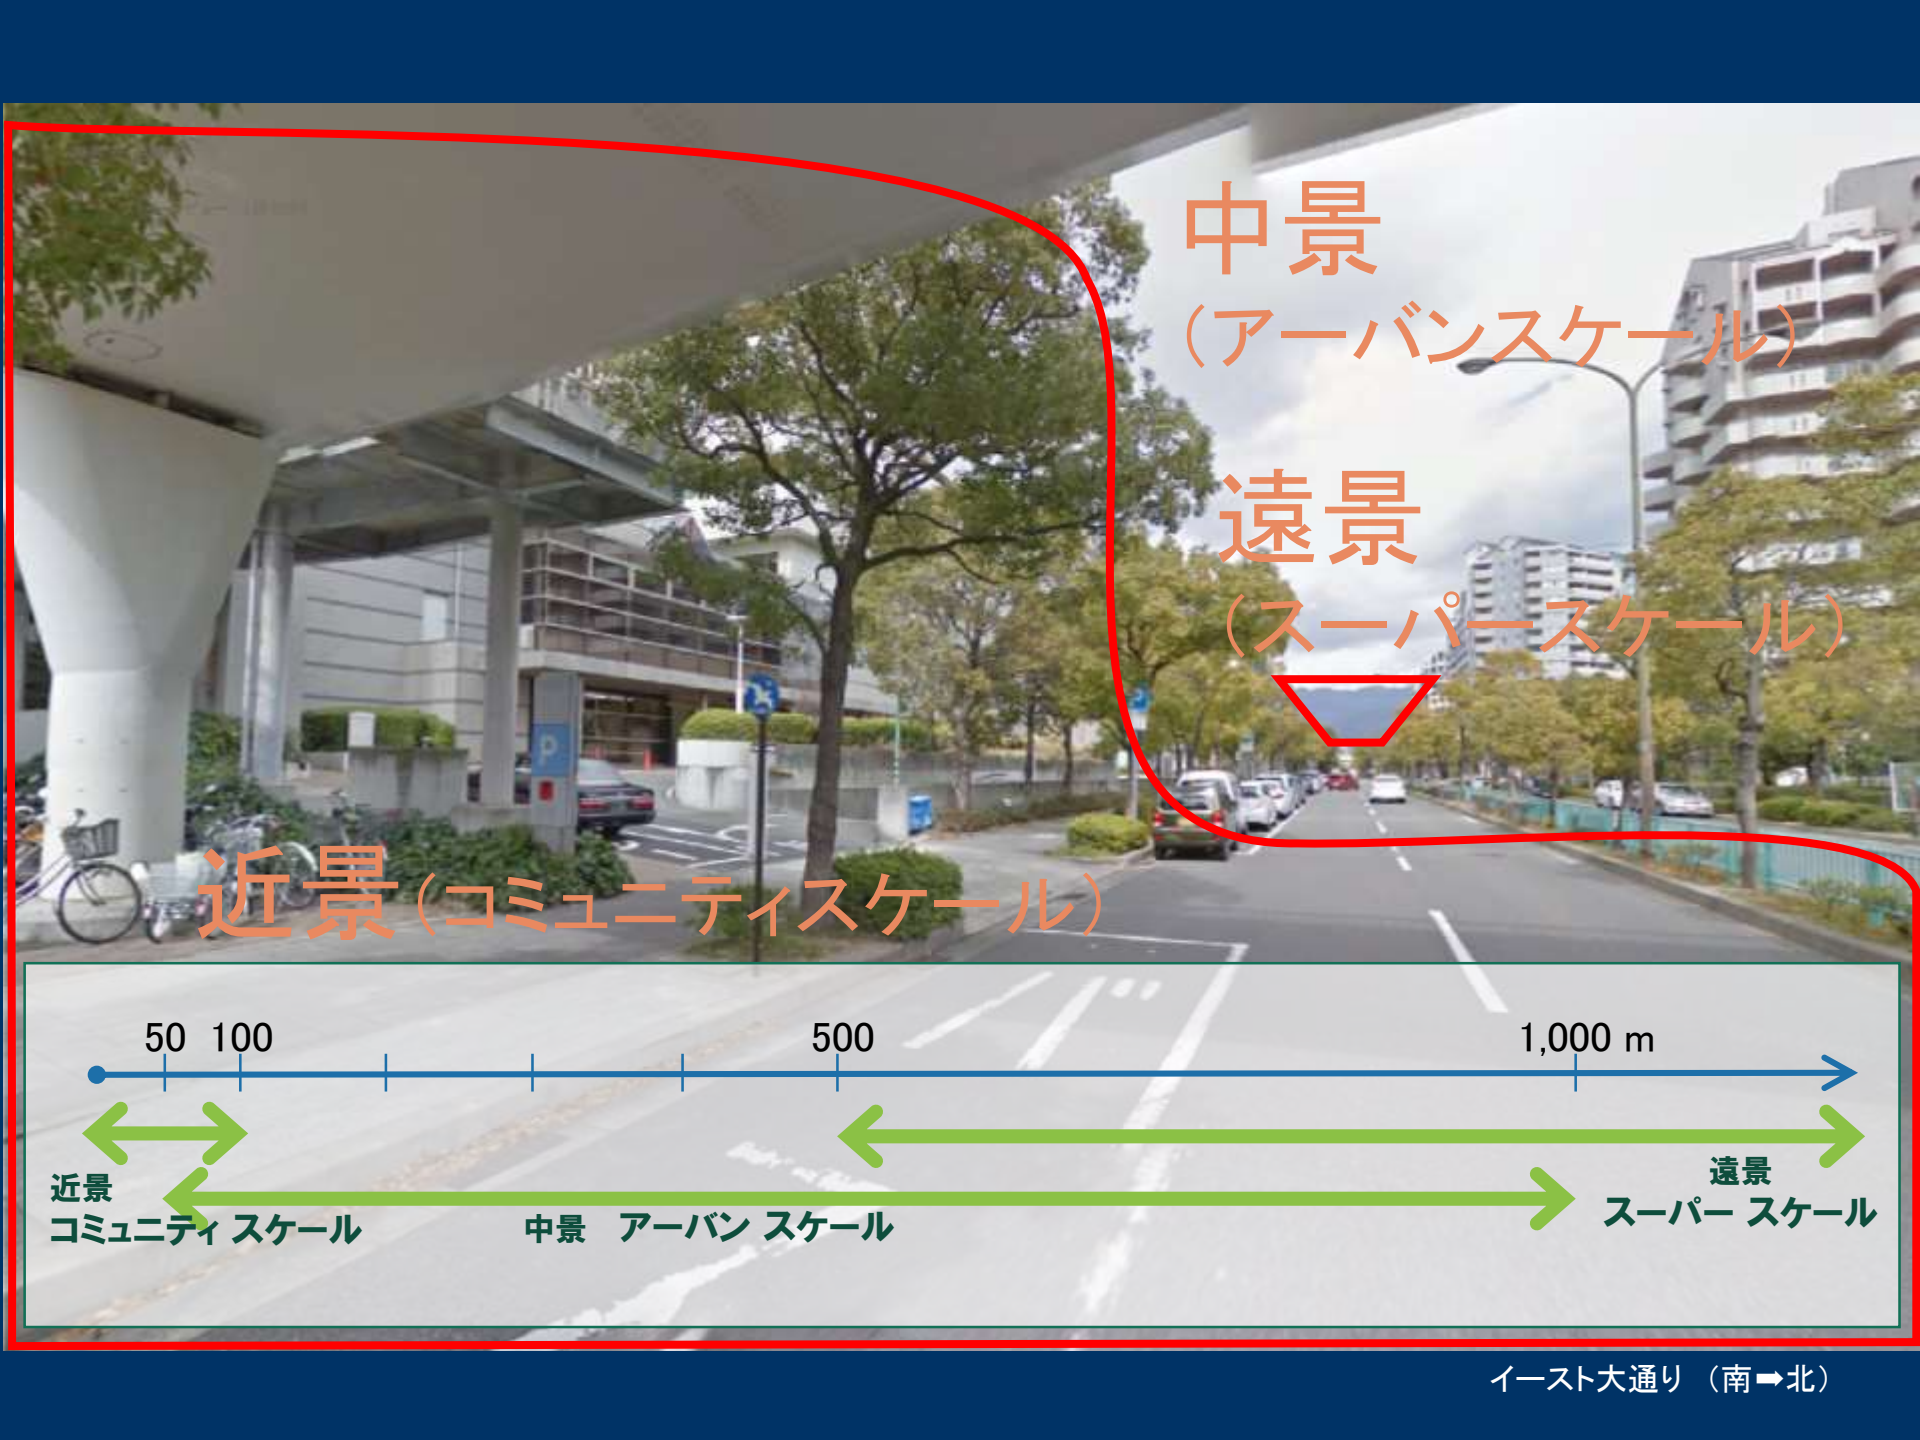 中景
（アーバンスケール）
遠景
（スーパースケール）
P
近景（コミュニティスケール）
50 100 500 1,000 m
近景
コミュニティ スケール
中景 アーバン スケール
遠景
スーパー スケール
イースト大通り （南➡北）